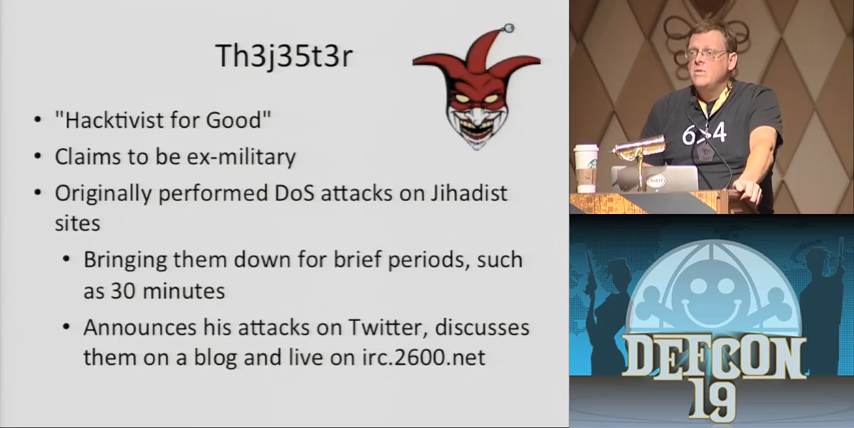 Th3j35t3r
• "Hacktivist for Good"
• Claims to be ex-military
• Originally performed DoS attacks on Jihadist
sites
• Bringing them down for brief periods, such
as 30 minutes
• Announces his attacks on Twitter, discusses
them on a blog and live on irc.2600.net
6>4
DEFCON
19